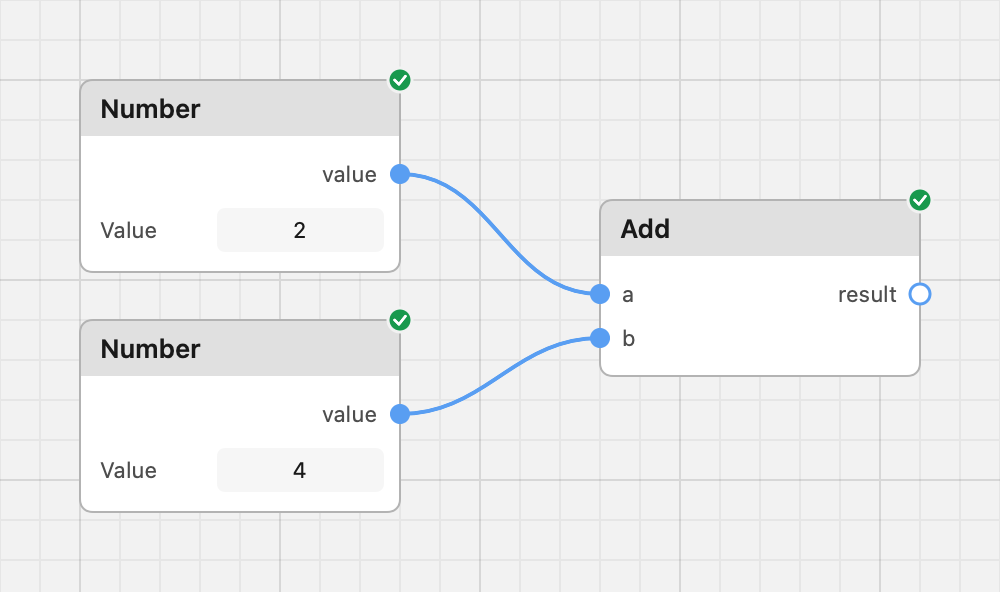 Number
value
Value 2
Number
value
Value 4
Add
a result
b